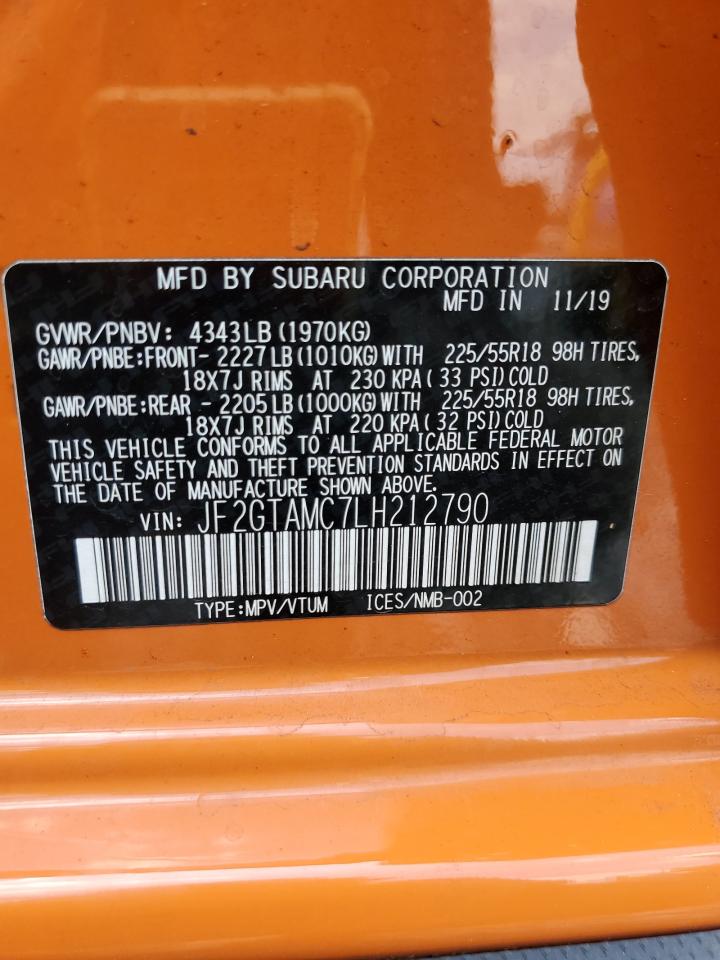 MFD BY SUBARU CORPORATION
MFD IN 11/19
GVWR/PNBV: 4343LB (1970KG)
GAWR/PNBE:FRONT- 2227LB (1010KG)WITH 225/55R18 98H TIRES,
18X7J RIMS AT 230 KPA( 33 PSI)COLD
GAWR/PNBE:REAR - 2205LB (1000KG)WITH 225/55R18 98H TIRES,
18X7J RIMS AT 220 KPA( 32 PSI)COLD
THIS VEHICLE CONFORMS TO ALL APPLICABLE FEDERAL MOTOR
VEHICLE SAFETY AND THEFT PREVENTION STANDARDS IN EFFECT ON
THE DATE OF MANUFACTURE SHOWN ABOVE.
VIN: JF2GTAMC7LH212790
TYPE:MPV/VTUM ICES/NMB-002